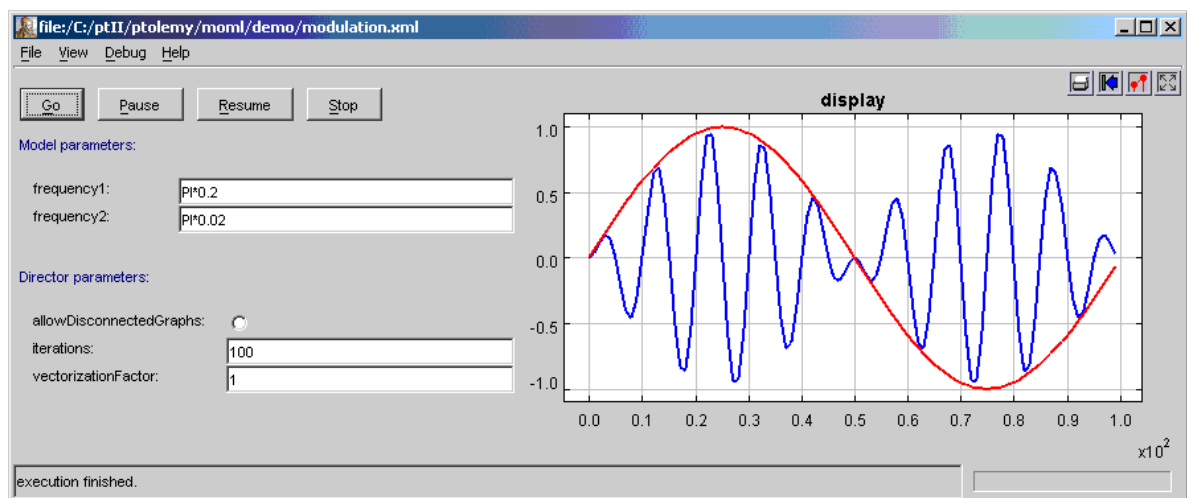 file:/C:/ptII/ptolemy/moml/demo/modulation.xml
File View Debug Help
Go Pause Resume Stop
Model parameters:
frequency1: PI*0.2
frequency2: PI*0.02
Director parameters:
allowDisconnectedGraphs:
iterations: 100
vectorizationFactor: 1
display
1.0
0.5
0.0
-0.5
-1.0
0.0 0.1 0.2 0.3 0.4 0.5 0.6 0.7 0.8 0.9 1.0
x10^2
execution finished.